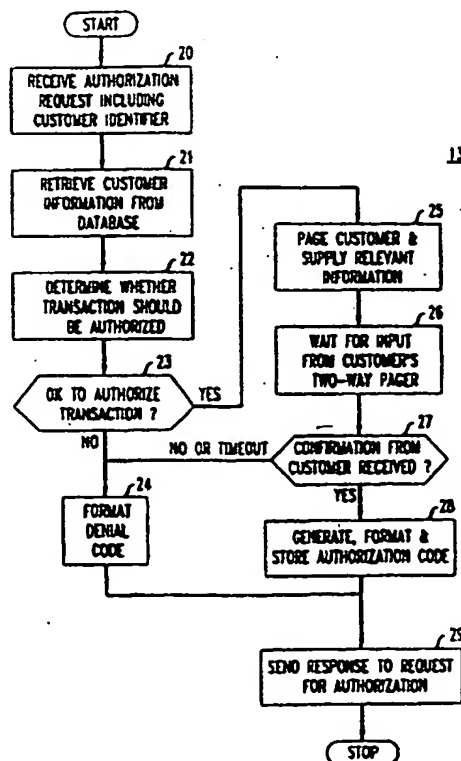 START
20
RECEIVE AUTHORIZATION
REQUEST INCLUDING
CUSTOMER IDENTIFIER
21
RETRIEVE CUSTOMER
INFORMATION FROM
DATABASE
22
DETERMINE WHETHER
TRANSACTION SHOULD
BE AUTHORIZED
23
OK TO AUTHORIZE
TRANSACTION ?
YES
NO
24
FORMAT
DENIAL
CODE
13
25
PAGE CUSTOMER &
SUPPLY RELEVANT
INFORMATION
26
WAIT FOR INPUT
FROM CUSTOMER'S
TWO-WAY PAGER
27
CONFIRMATION FROM
CUSTOMER RECEIVED ?
NO OR TIMEOUT
YES
28
GENERATE, FORMAT &
STORE AUTHORIZATION CODE
29
SEND RESPONSE TO REQUEST
FOR AUTHORIZATION
STOP